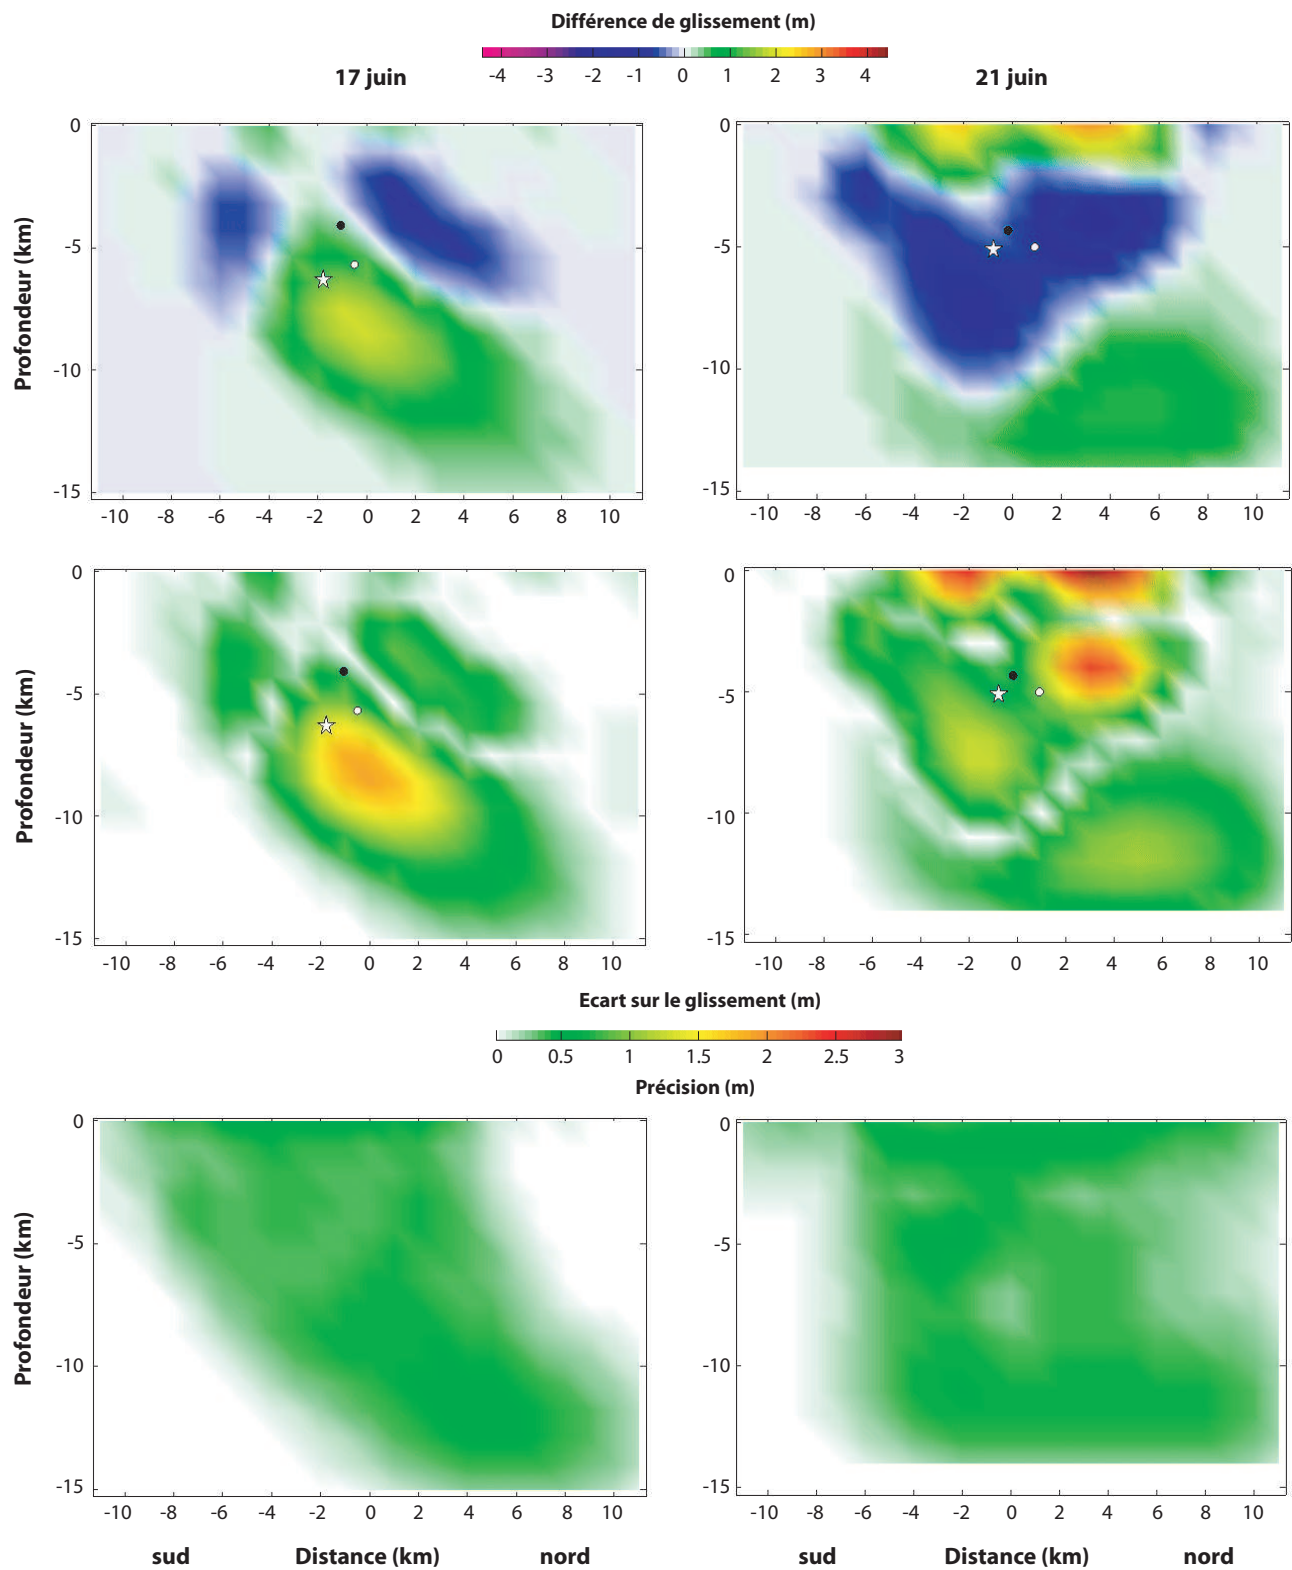 Différence de glissement (m)
-4 -3 -2 -1 0 1 2 3 4
17 juin
21 juin
Profondeur (km)
0
-5
-10
-15
-10 -8 -6 -4 -2 0 2 4 6 8 10
0
-5
-10
-15
-10 -8 -6 -4 -2 0 2 4 6 8 10
Profondeur (km)
0
-5
-10
-15
-10 -8 -6 -4 -2 0 2 4 6 8 10
0
-5
-10
-15
-10 -8 -6 -4 -2 0 2 4 6 8 10
Ecart sur le glissement (m)
0 0.5 1 1.5 2 2.5 3
Précision (m)
Profondeur (km)
0
-5
-10
-15
-10 -8 -6 -4 -2 0 2 4 6 8 10
sud Distance (km) nord
0
-5
-10
-15
-10 -8 -6 -4 -2 0 2 4 6 8 10
sud Distance (km) nord